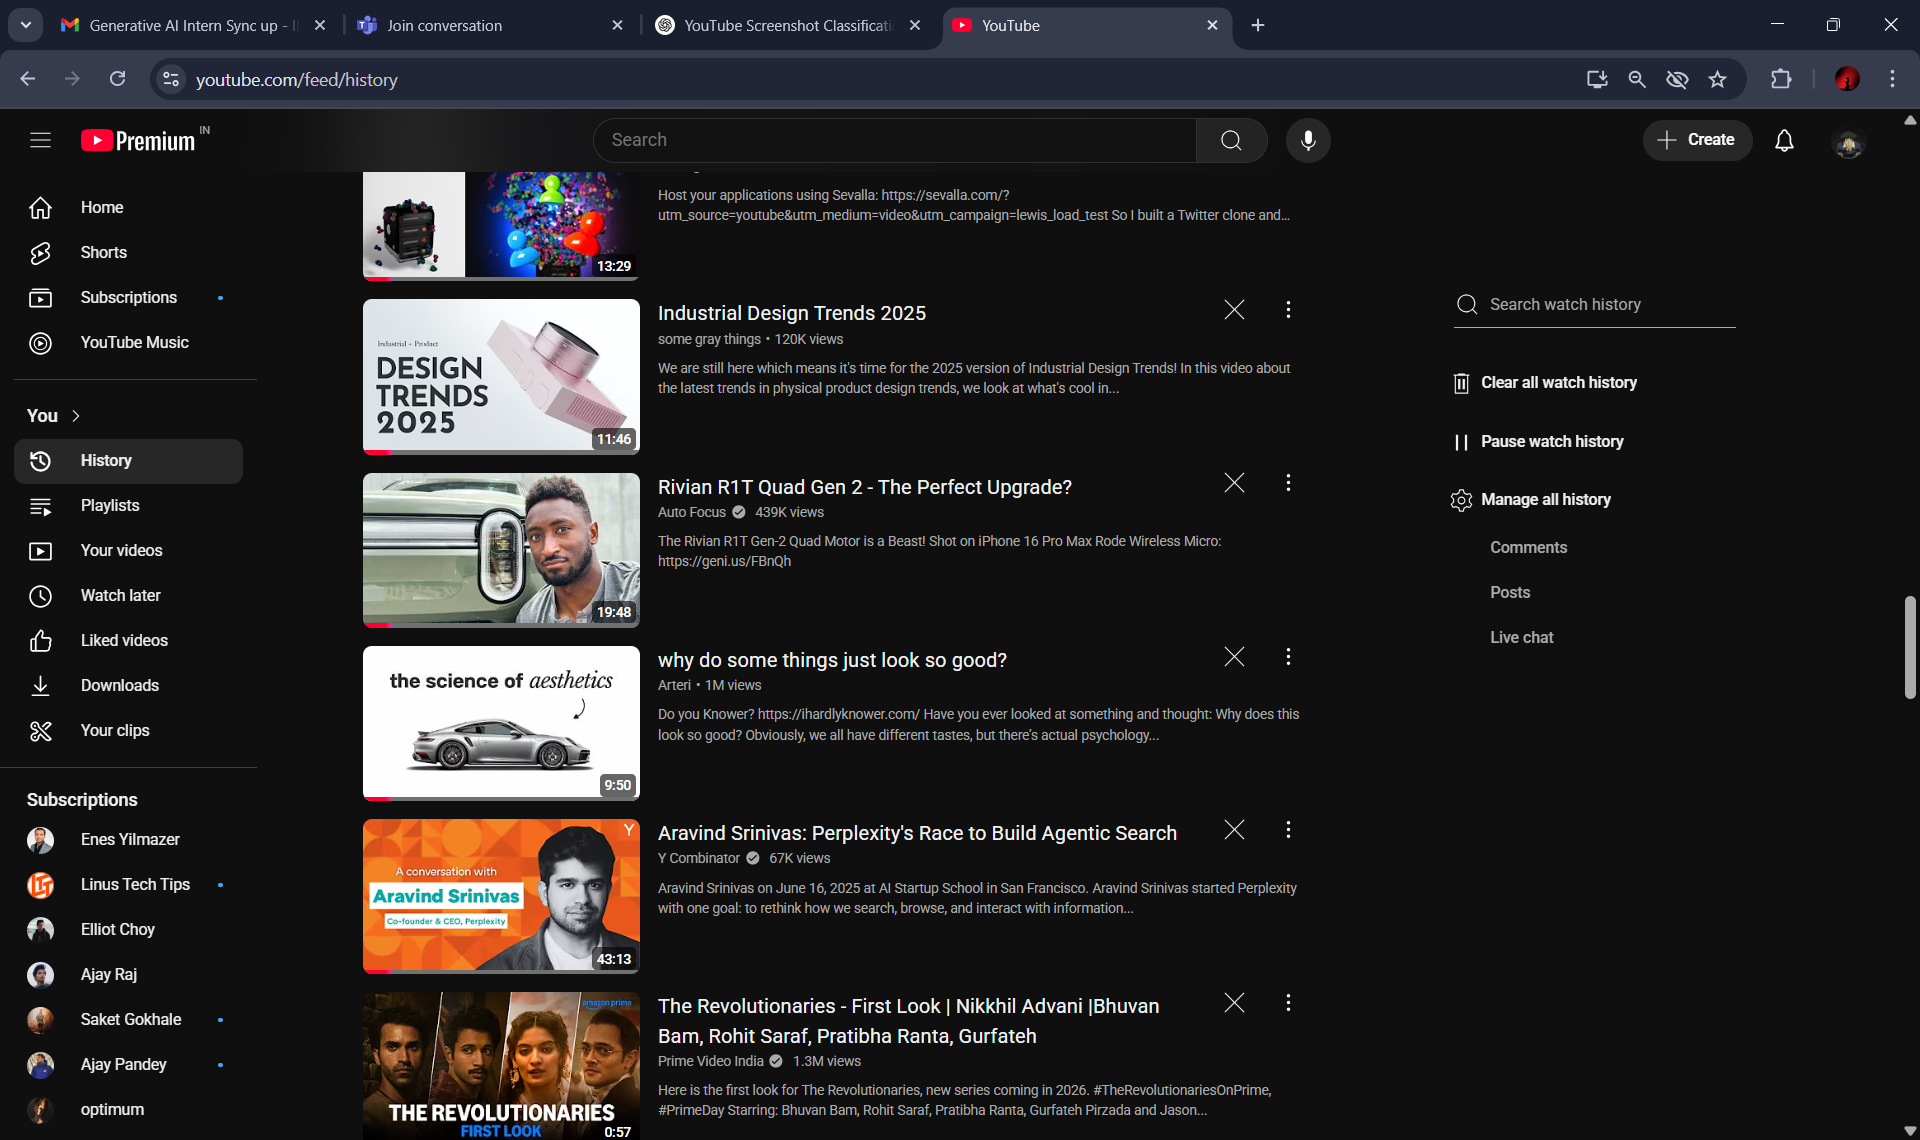 Generative AI Intern Sync up -
Join conversation
YouTube Screenshot Classificati
YouTube
youtube.com/feed/history
Premium IN
Search
Create
Home
Shorts
Subscriptions
YouTube Music
You
History
Playlists
Your videos
Watch later
Liked videos
Downloads
Your clips
Subscriptions
Enes Yilmazer
Linus Tech Tips
Elliot Choy
Ajay Raj
Saket Gokhale
Ajay Pandey
optimum
13:29
Host your applications using Sevalla: https://sevalla.com/?
utm_source=youtube&utm_medium=video&utm_campaign=lewis_load_test So I built a Twitter clone and...
Industrial + Product
DESIGN
TRENDS
2025
11:46
Industrial Design Trends 2025
some gray things • 120K views
We are still here which means it's time for the 2025 version of Industrial Design Trends! In this video about
the latest trends in physical product design trends, we look at what's cool in...
19:48
Rivian R1T Quad Gen 2 - The Perfect Upgrade?
Auto Focus 439K views
The Rivian R1T Gen-2 Quad Motor is a Beast! Shot on iPhone 16 Pro Max Rode Wireless Micro:
https://geni.us/FBnQh
the science of aesthetics
9:50
why do some things just look so good?
Arteri • 1M views
Do you Knower? https://ihardlyknower.com/ Have you ever looked at something and thought: Why does this
look so good? Obviously, we all have different tastes, but there's actual psychology...
Y
A conversation with
Aravind Srinivas
Co-founder & CEO, Perplexity
43:13
Aravind Srinivas: Perplexity's Race to Build Agentic Search
Y Combinator 67K views
Aravind Srinivas on June 16, 2025 at AI Startup School in San Francisco. Aravind Srinivas started Perplexity
with one goal: to rethink how we search, browse, and interact with information...
amazon prime
THE REVOLUTIONARIES
FIRST LOOK
0:57
The Revolutionaries - First Look | Nikkhil Advani |Bhuvan
Bam, Rohit Saraf, Pratibha Ranta, Gurfateh
Prime Video India 1.3M views
Here is the first look for The Revolutionaries, new series coming in 2026. #TheRevolutionariesOnPrime,
#PrimeDay Starring: Bhuvan Bam, Rohit Saraf, Pratibha Ranta, Gurfateh Pirzada and Jason...
Search watch history
Clear all watch history
Pause watch history
Manage all history
Comments
Posts
Live chat